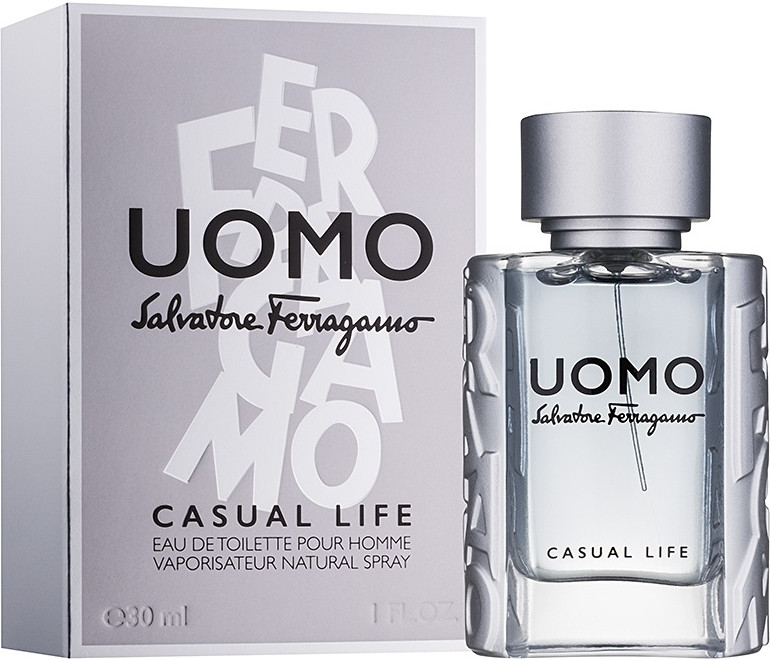 FERRAGAMO
UOMO
Salvatore Ferragamo
CASUAL LIFE
EAU DE TOILETTE POUR HOMME
VAPORISATEUR NATURAL SPRAY
℮30 ml 1 FL.OZ.
UOMO
Salvatore Ferragamo
CASUAL LIFE